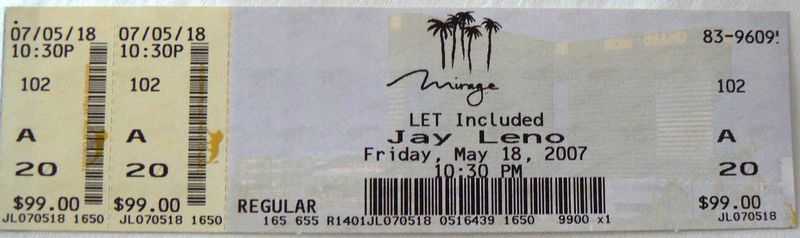 07/05/18
10:30P
102
A
20
$99.00
JL070518 1650
07/05/18
10:30P
102
A
20
$99.00
JL070518 1650
Mirage
LET Included
Jay Leno
Friday, May 18, 2007
10:30 PM
REGULAR
165 655 R1401JL070518 0516439 1650 9900 x1
102
A
20
$99.00
JL070518